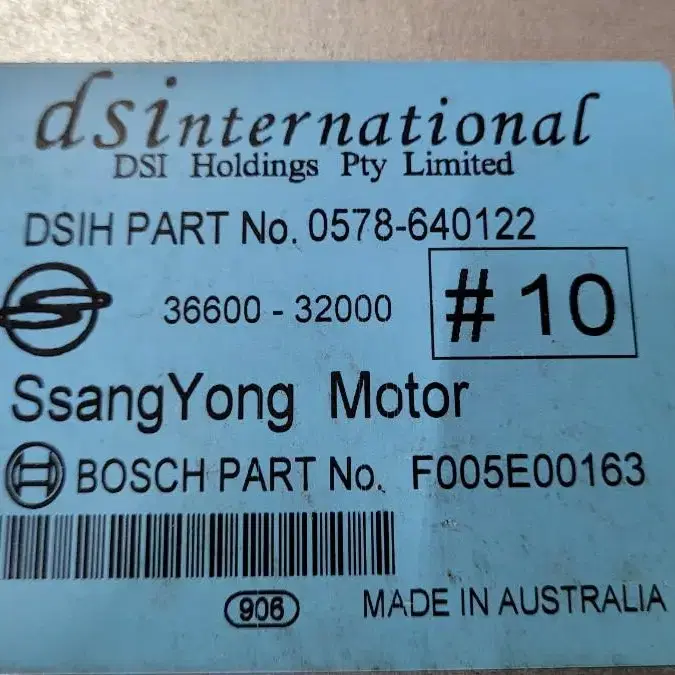 dsinternational
DSI Holdings Pty Limited
DSIH PART No. 0578-640122
36600 - 32000
# 10
SsangYong Motor
BOSCH PART No. F005E00163
906
MADE IN AUSTRALIA